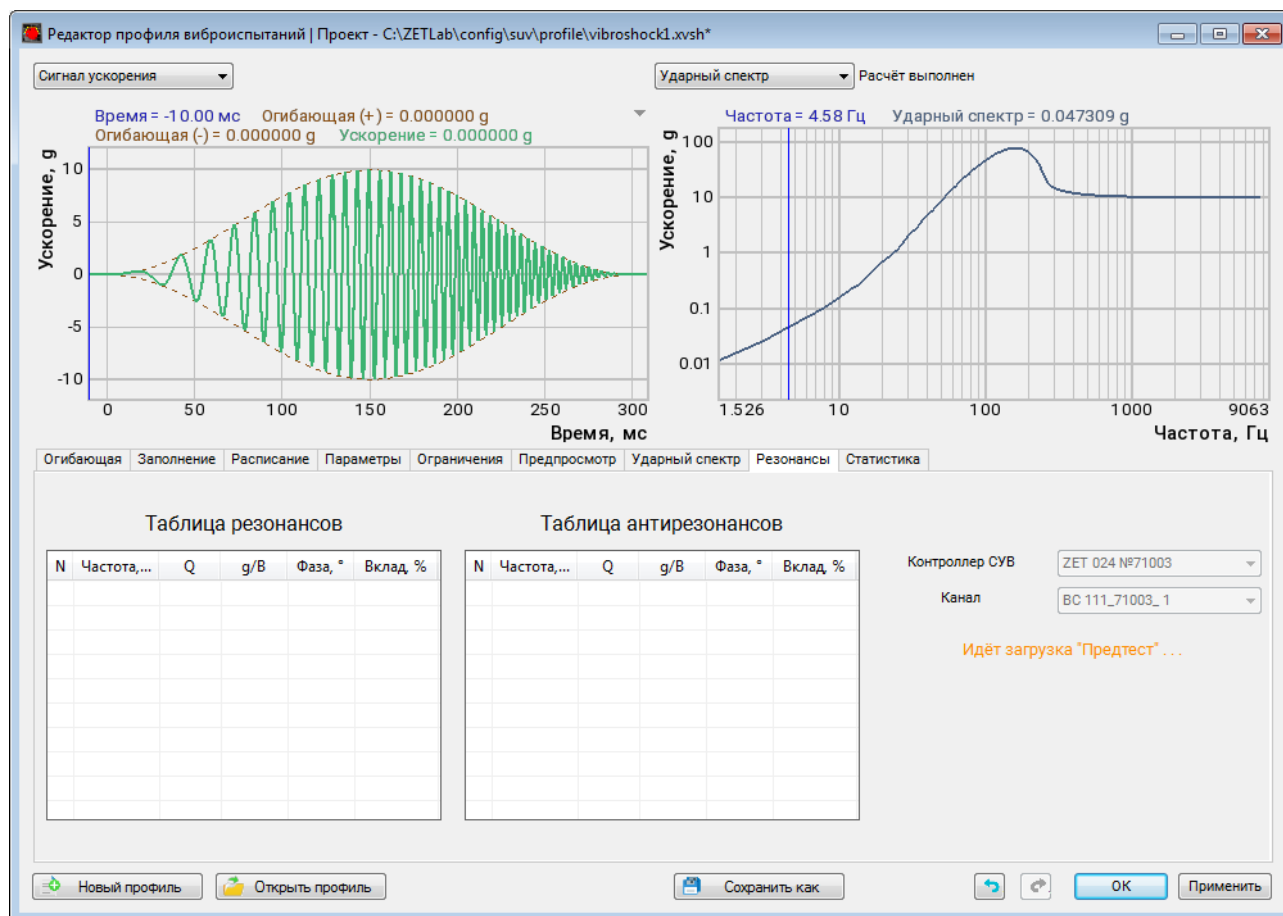 Редактор профиля виброиспытаний | Проект - C:\ZETLab\config\suv\profile\vibroshock1.xvsh*
Сигнал ускорения
Ударный спектр
Расчёт выполнен
Время = -10.00 мс Огибающая (+) = 0.000000 g
Огибающая (-) = 0.000000 g Ускорение = 0.000000 g
Ускорение, g
10
5
0
-5
-10
0 50 100 150 200 250 300
Время, мс
Частота = 4.58 Гц Ударный спектр = 0.047309 g
Ускорение, g
100
10
1
0.1
0.01
1.526 10 100 1000 9063
Частота, Гц
Огибающая Заполнение Расписание Параметры Ограничения Предпросмотр Ударный спектр Резонансы Статистика
Таблица резонансов
N Частота,... Q g/В Фаза, ° Вклад, %
Таблица антирезонансов
N Частота,... Q g/В Фаза, ° Вклад, %
Контроллер СУВ ZET 024 №71003
Канал BC 111_71003_ 1
Идёт загрузка "Предтест" . . .
Новый профиль Открыть профиль Сохранить как OK Применить